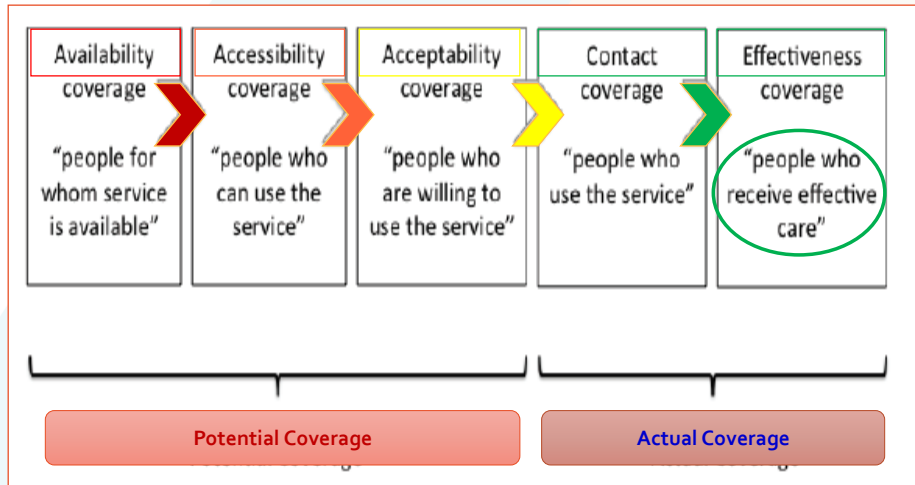 Availability
coverage
"people for
whom service
is available"
Accessibility
coverage
"people who
can use the
service"
Acceptability
coverage
"people who
are willing to
use the service"
Contact
coverage
"people who
use the service"
Effectiveness
coverage
"people who
receive effective
care"
Potential Coverage
Actual Coverage